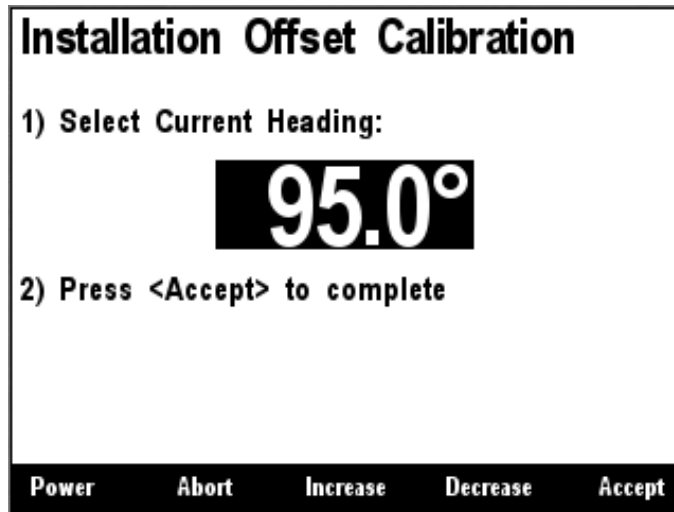 Installation Offset Calibration
1) Select Current Heading:
95.0°
2) Press <Accept> to complete
Power Abort Increase Decrease Accept